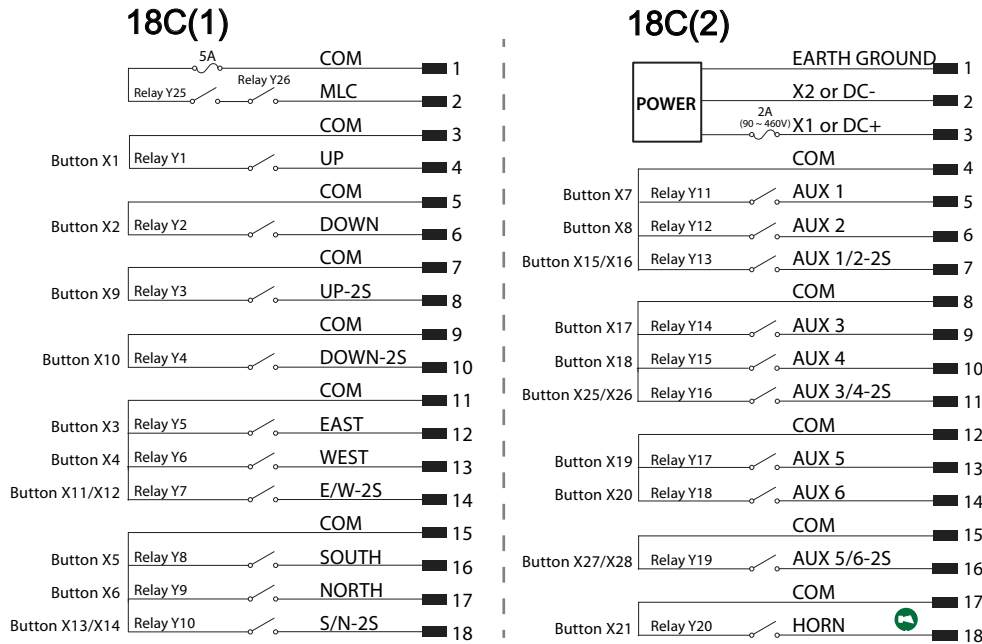 18C(1)
5A COM 1
Relay Y25 Relay Y26 MLC 2
COM 3
Button X1 Relay Y1 UP 4
COM 5
Button X2 Relay Y2 DOWN 6
COM 7
Button X9 Relay Y3 UP-2S 8
COM 9
Button X10 Relay Y4 DOWN-2S 10
COM 11
Button X3 Relay Y5 EAST 12
Button X4 Relay Y6 WEST 13
Button X11/X12 Relay Y7 E/W-2S 14
COM 15
Button X5 Relay Y8 SOUTH 16
Button X6 Relay Y9 NORTH 17
Button X13/X14 Relay Y10 S/N-2S 18
18C(2)
EARTH GROUND 1
POWER X2 or DC- 2
2A
(90 ~ 460V) X1 or DC+ 3
COM 4
Button X7 Relay Y11 AUX 1 5
Button X8 Relay Y12 AUX 2 6
Button X15/X16 Relay Y13 AUX 1/2-2S 7
COM 8
Button X17 Relay Y14 AUX 3 9
Button X18 Relay Y15 AUX 4 10
Button X25/X26 Relay Y16 AUX 3/4-2S 11
COM 12
Button X19 Relay Y17 AUX 5 13
Button X20 Relay Y18 AUX 6 14
COM 15
Button X27/X28 Relay Y19 AUX 5/6-2S 16
COM 17
Button X21 Relay Y20 HORN 18